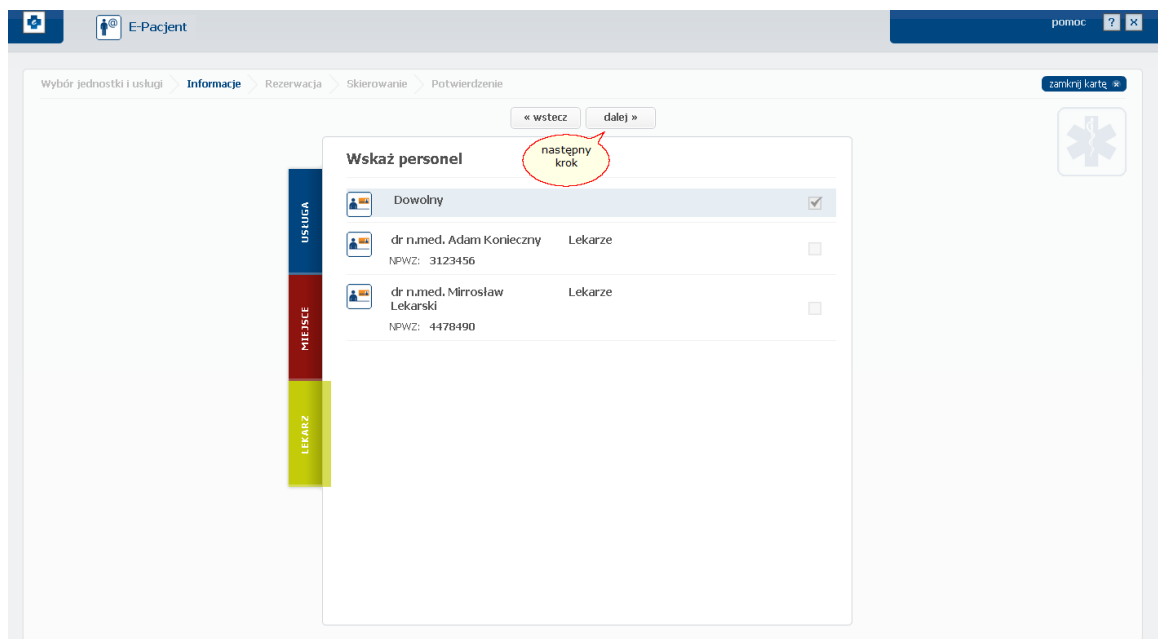 E-Pacjent
pomoc ? x
Wybór jednostki i usługi Informacje Rezerwacja Skierowanie Potwierdzenie
zamknij kartę
« wstecz dalej »
następny
krok
Wskaż personel
USŁUGA
MIEJSCE
LEKARZ
Dowolny
dr n.med. Adam Konieczny Lekarze
NPWZ: 3123456
dr n.med. Mirrosław Lekarze
Lekarski
NPWZ: 4478490